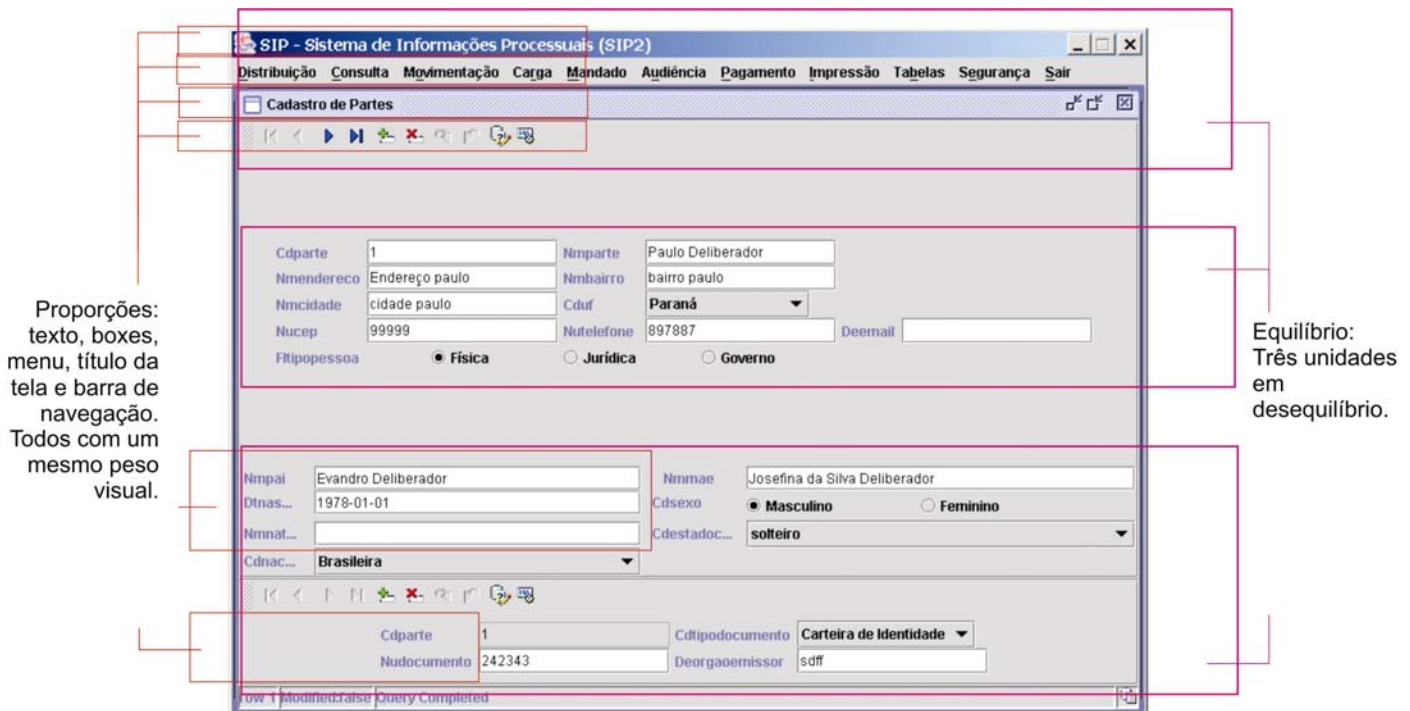 SIP - Sistema de Informações Processuais (SIP2)
Distribuição Consulta Movimentação Carga Mandado Audiência Pagamento Impressão Tabelas Segurança Sair
Cadastro de Partes
Cdparte 1 Nmparte Paulo Deliberador
Nmendereco Endereço paulo Nmbairro bairro paulo
Nmcidade cidade paulo Cduf Paraná
Nucep 99999 Nutelefone 897887 Deemail
Fltipopessoa Física Jurídica Governo
Proporções:
texto, boxes,
menu, título da
tela e barra de
navegação.
Todos com um
mesmo peso
visual.
Equilíbrio:
Três unidades
em
desequilíbrio.
Nmpai Evandro Deliberador Nmmae Josefina da Silva Deliberador
Dtnas... 1978-01-01 Cdsexo Masculino Feminino
Nmnat... Cdestadoc... solteiro
Cdnac... Brasileira
Cdparte 1 Cdtipodocumento Carteira de Identidade
Nudocumento 242343 Deorgaoemissor sdff
row 1 Modified:false Query Completed